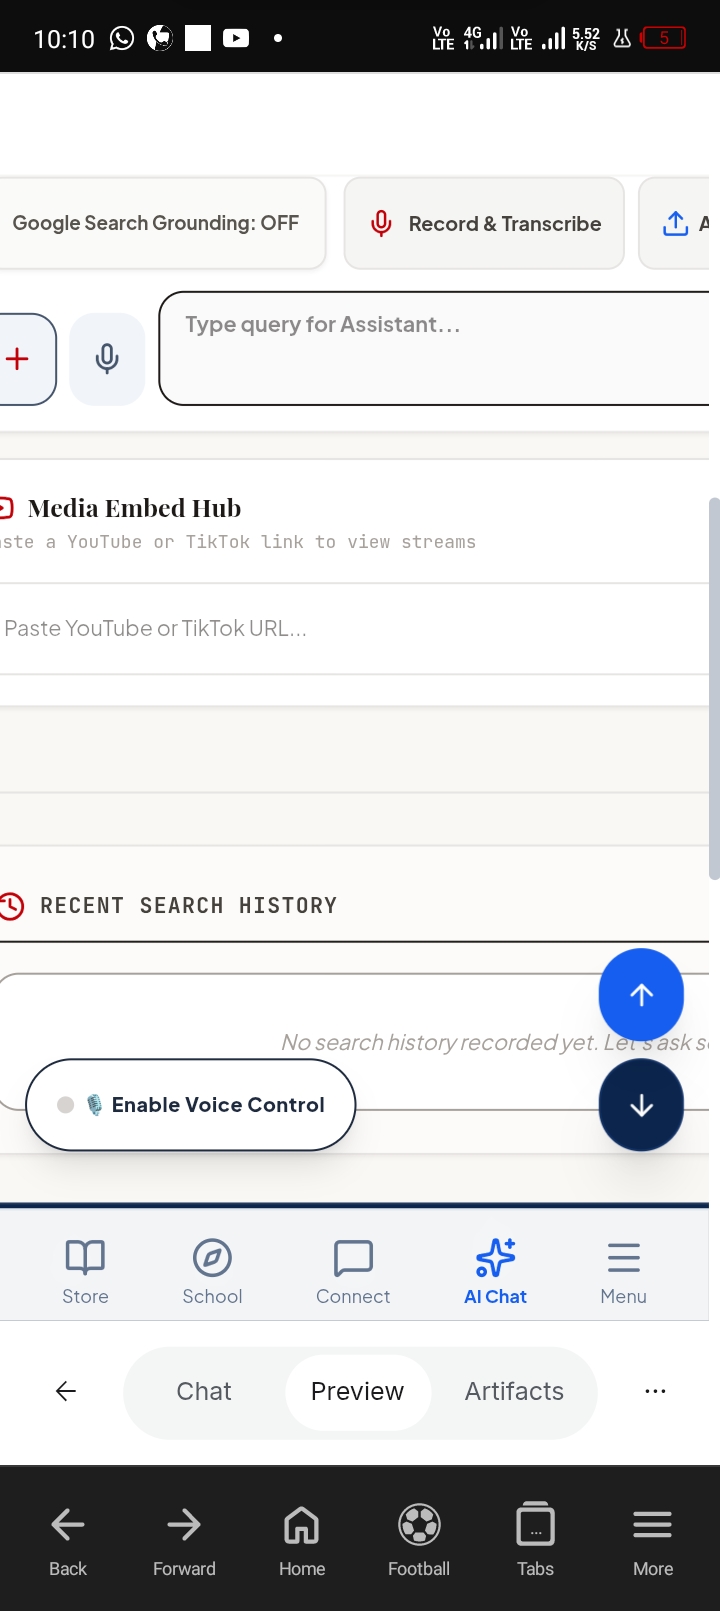 10:10
Vo LTE 4G Vo LTE 5.52 K/S 5
Google Search Grounding: OFF
Record & Transcribe
Type query for Assistant...
Media Embed Hub
aste a YouTube or TikTok link to view streams
Paste YouTube or TikTok URL...
RECENT SEARCH HISTORY
No search history recorded yet. Let's ask s
🎙️ Enable Voice Control
Store School Connect AI Chat Menu
Chat Preview Artifacts
Back Forward Home Football Tabs More